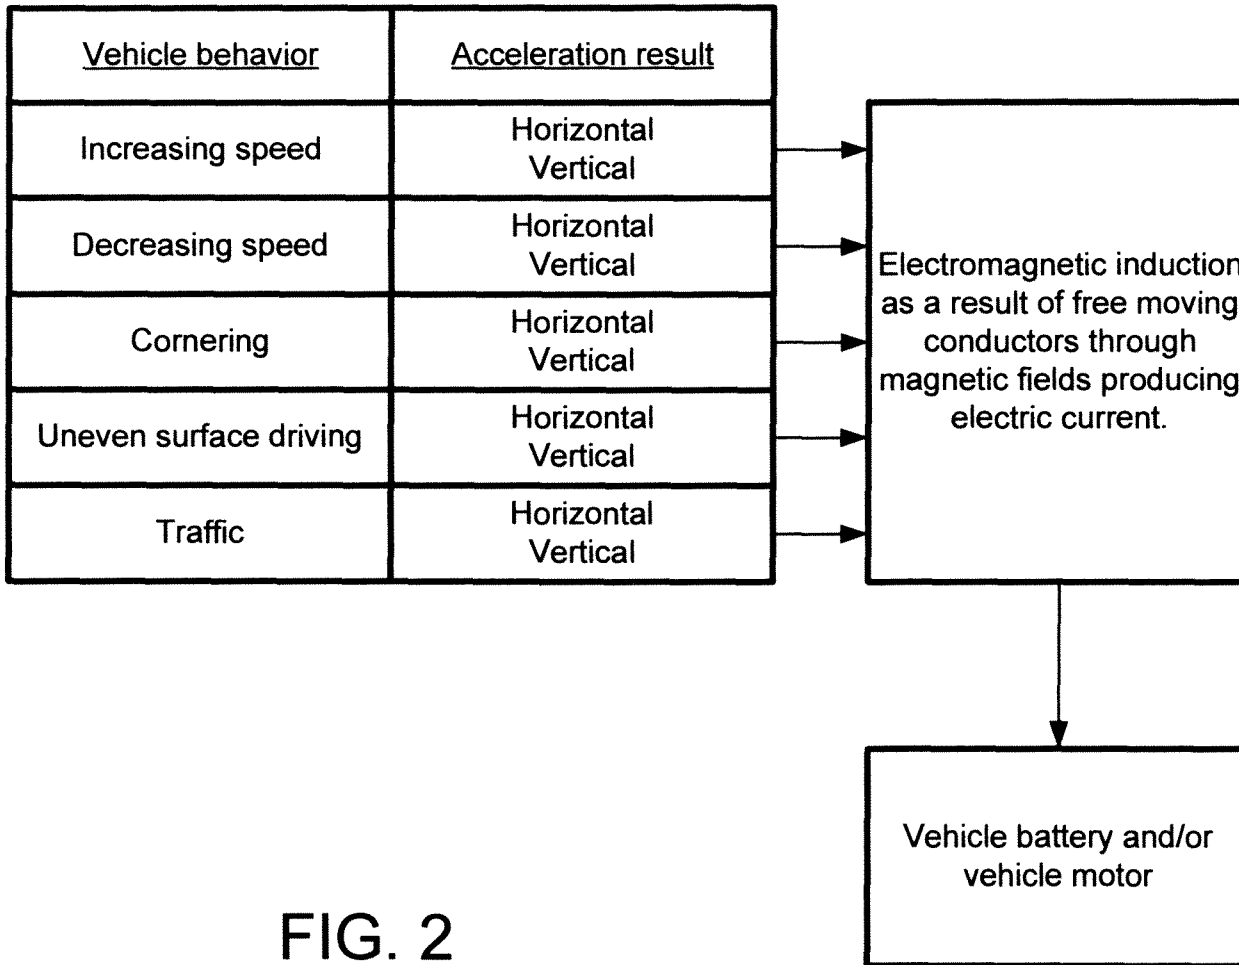 Vehicle behavior
Acceleration result
Increasing speed
Horizontal
Vertical
Decreasing speed
Horizontal
Vertical
Cornering
Horizontal
Vertical
Uneven surface driving
Horizontal
Vertical
Traffic
Horizontal
Vertical
Electromagnetic induction
as a result of free moving
conductors through
magnetic fields producing
electric current.
Vehicle battery and/or
vehicle motor
FIG. 2